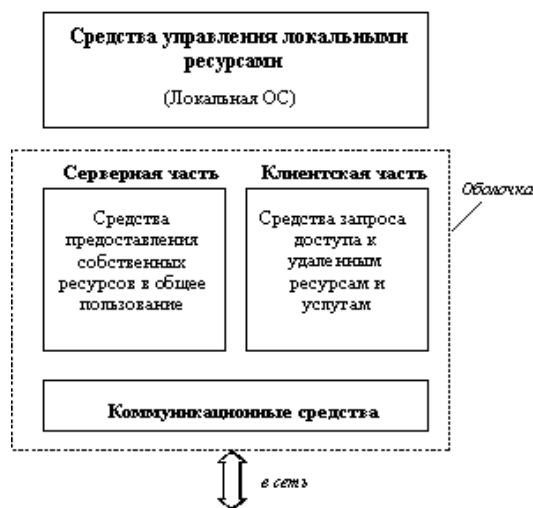 Средства управления локальными
ресурсами
(Локальная ОС)
Серверная часть
Клиентская часть
Оболочка
Средства
предоставления
собственных
ресурсов в общее
пользование
Средства запроса
доступа к
удаленным
ресурсам и
услугам
Коммуникационные средства
в сеть